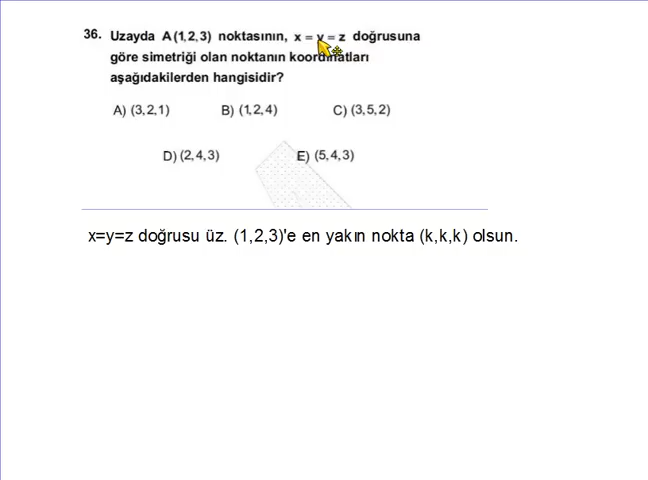 36. Uzayda A(1,2,3) noktasının, x = y = z doğrusuna
göre simetriği olan noktanın koordinatları
aşağıdakilerden hangisidir?
A) (3,2,1) B) (1,2,4) C) (3,5,2)
D) (2,4,3) E) (5,4,3)
x=y=z doğrusu üz. (1,2,3)'e en yakın nokta (k,k,k) olsun.